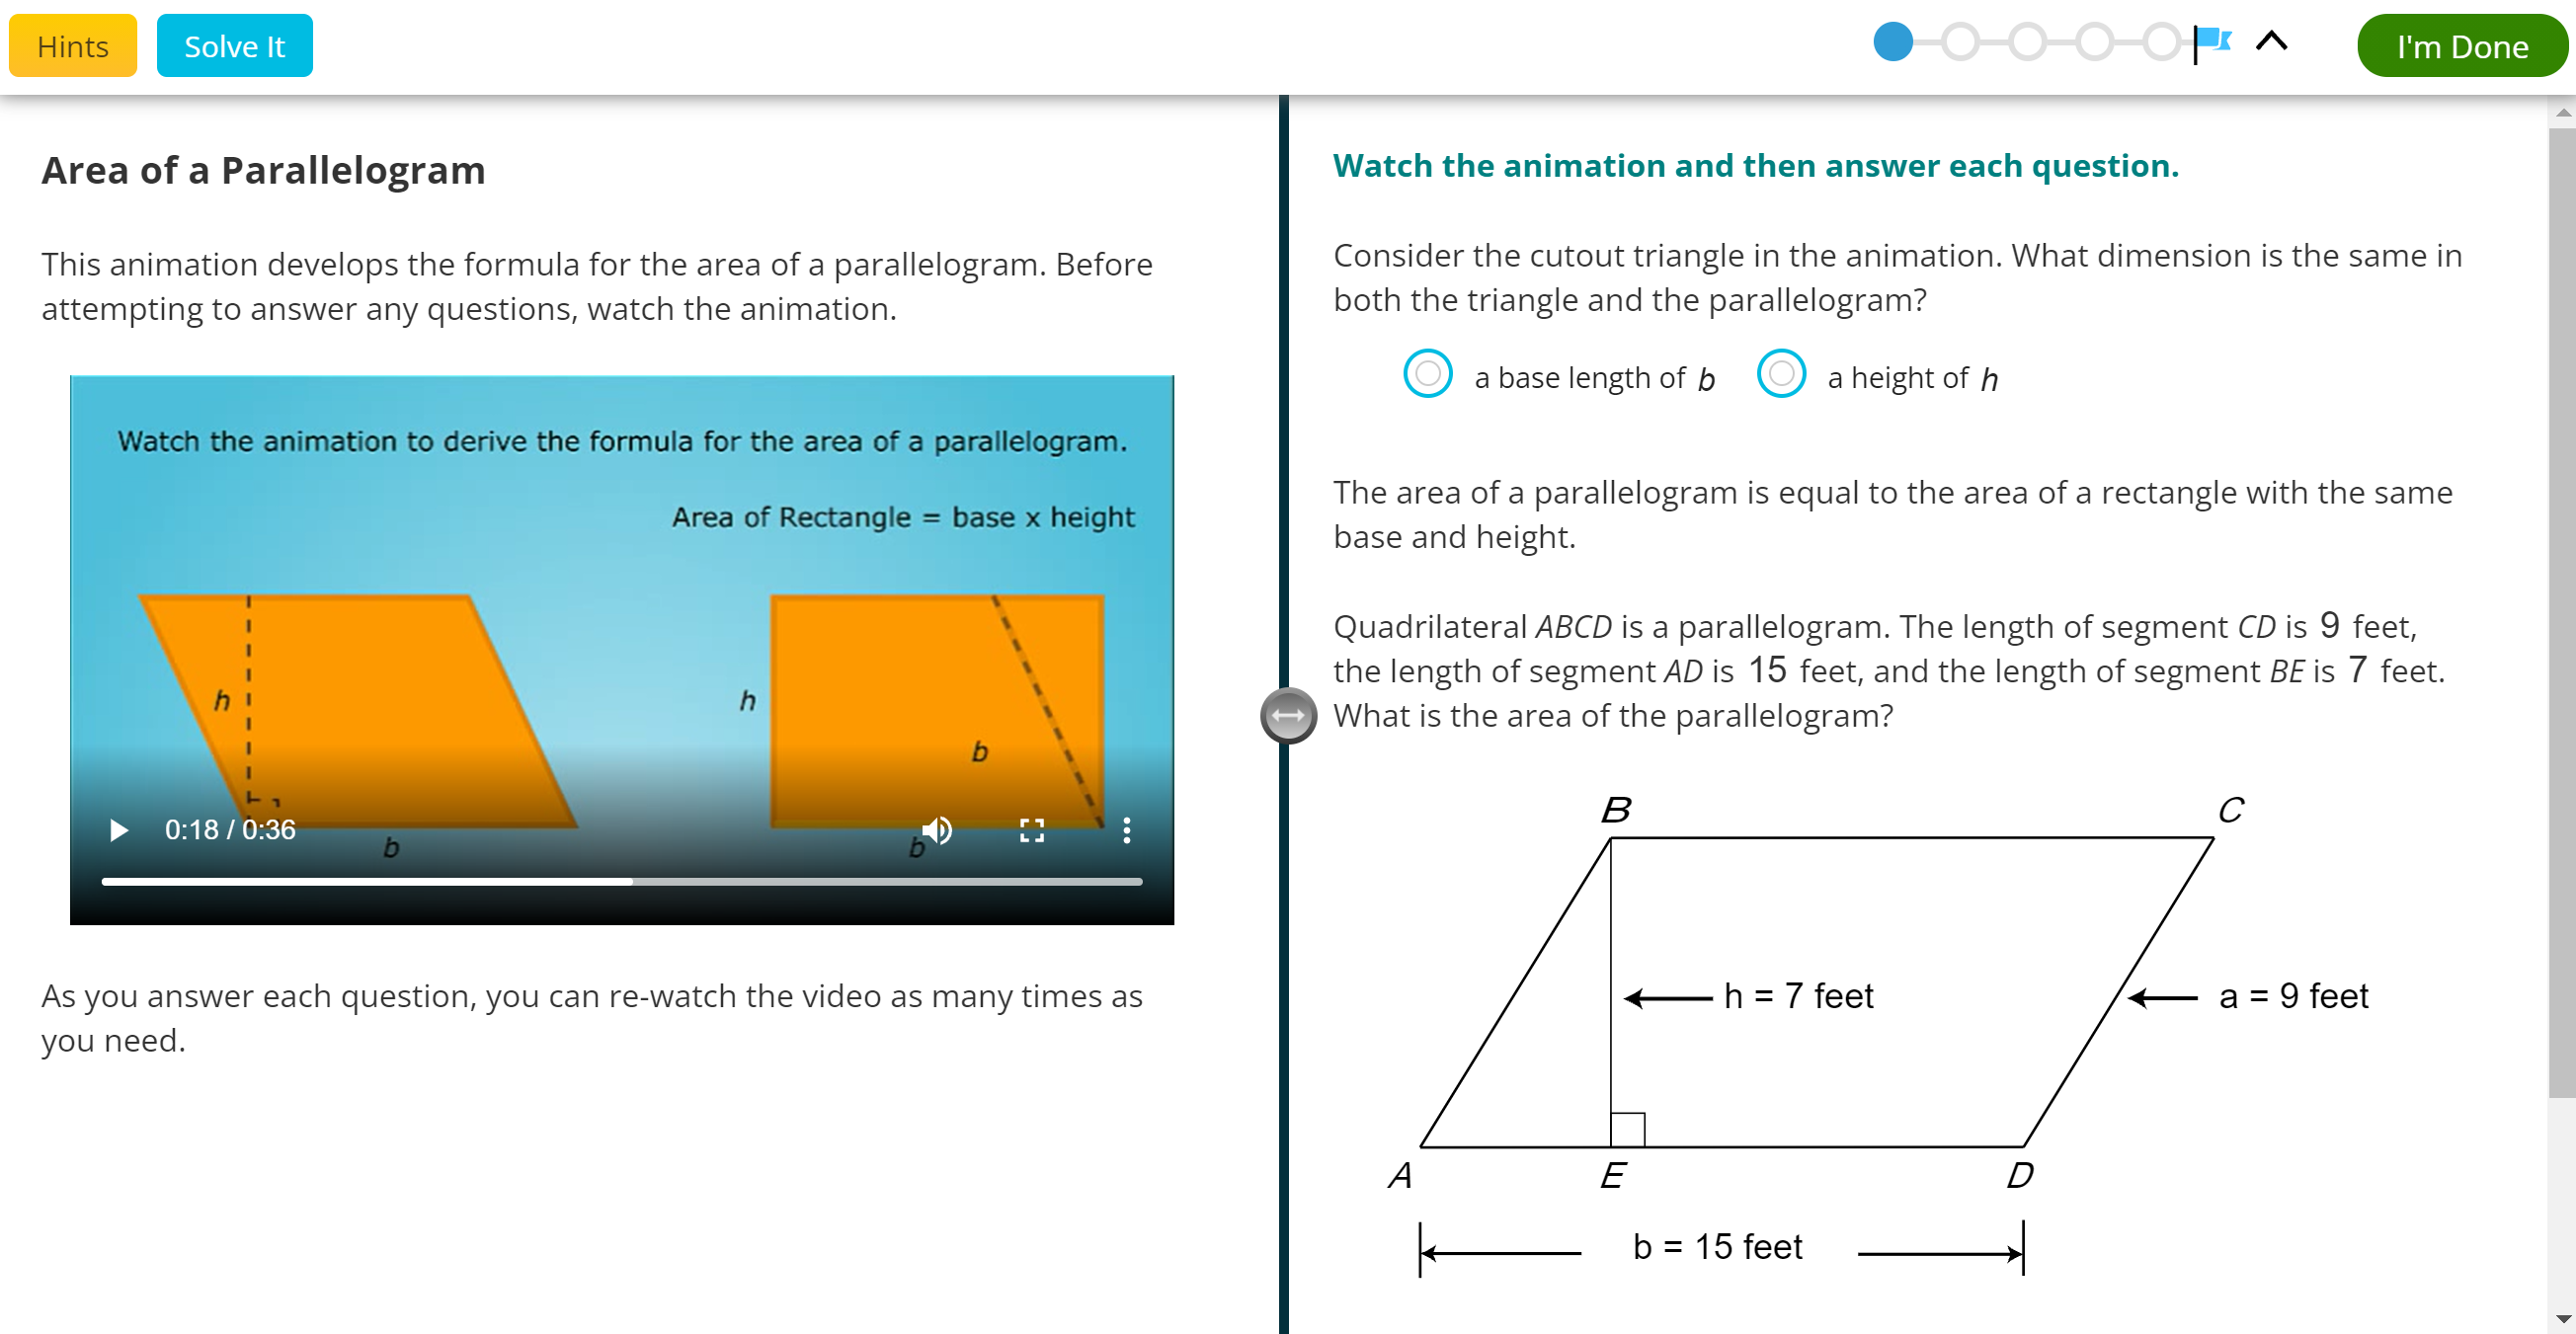 Hints
Solve It
I'm Done
Area of a Parallelogram
This animation develops the formula for the area of a parallelogram. Before
attempting to answer any questions, watch the animation.
Watch the animation to derive the formula for the area of a parallelogram.
Area of Rectangle = base x height
h
h
b
0:18 / 0:36
b
b
As you answer each question, you can re-watch the video as many times as
you need.
Watch the animation and then answer each question.
Consider the cutout triangle in the animation. What dimension is the same in
both the triangle and the parallelogram?
a base length of b
a height of h
The area of a parallelogram is equal to the area of a rectangle with the same
base and height.
Quadrilateral ABCD is a parallelogram. The length of segment CD is 9 feet,
the length of segment AD is 15 feet, and the length of segment BE is 7 feet.
What is the area of the parallelogram?
B
C
h = 7 feet
a = 9 feet
A
E
D
b = 15 feet